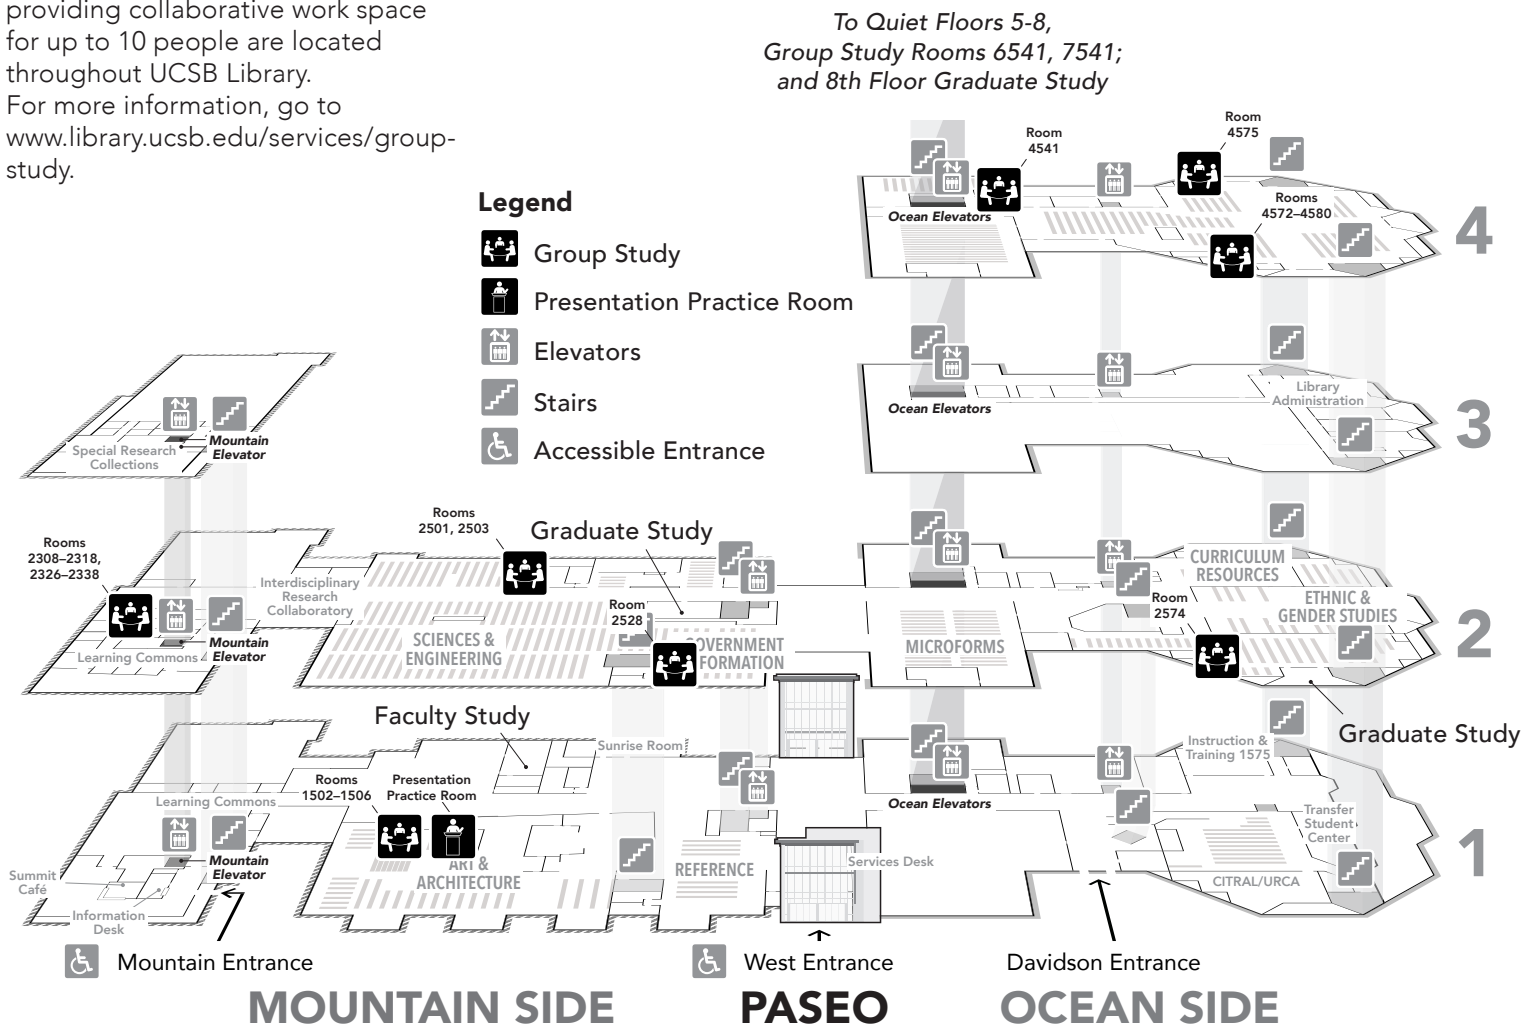 providing collaborative work space
for up to 10 people are located
throughout UCSB Library.
For more information, go to
www.library.ucsb.edu/services/group-
study.
To Quiet Floors 5-8,
Group Study Rooms 6541, 7541;
and 8th Floor Graduate Study
Legend
Group Study
Presentation Practice Room
Elevators
Stairs
Accessible Entrance
Room
4541
Room
4575
Rooms
4572–4580
Ocean Elevators
4
Library
Administration
Ocean Elevators
3
Special Research
Collections
Mountain
Elevator
Rooms
2308–2318,
2326–2338
Learning Commons
Mountain
Elevator
Interdisciplinary
Research
Collaboratory
Rooms
2501, 2503
Graduate Study
SCIENCES &
ENGINEERING
Room
2528
OVERNMENT
FORMATION
MICROFORMS
CURRICULUM
RESOURCES
Room
2574
ETHNIC &
GENDER STUDIES
2
Graduate Study
Faculty Study
Sunrise Room
Learning Commons
Rooms
1502–1506
Presentation
Practice Room
Mountain
Elevator
Summit
Café
Information
Desk
ART &
ARCHITECTURE
REFERENCE
Services Desk
Ocean Elevators
Instruction &
Training 1575
Transfer
Student
Center
CITRAL/URCA
1
Mountain Entrance
West Entrance
Davidson Entrance
MOUNTAIN SIDE
PASEO
OCEAN SIDE